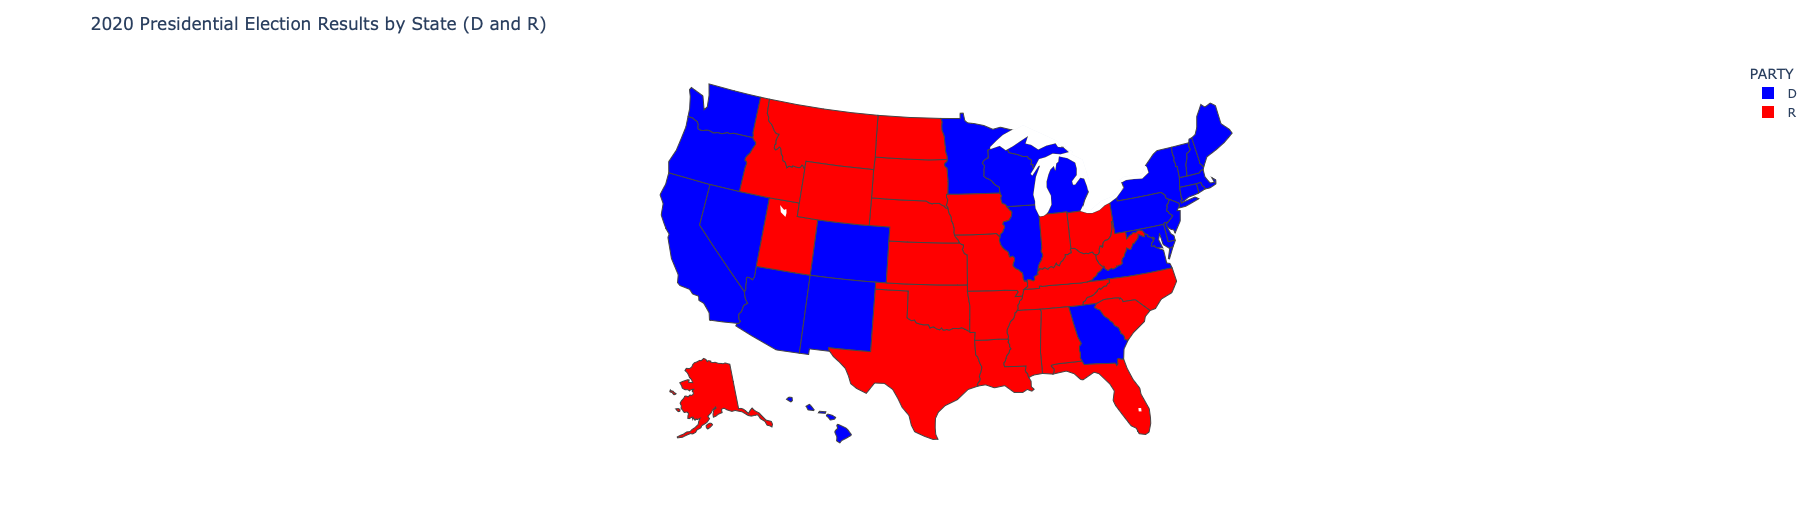 2020 Presidential Election Results by State (D and R)
PARTY
D
R